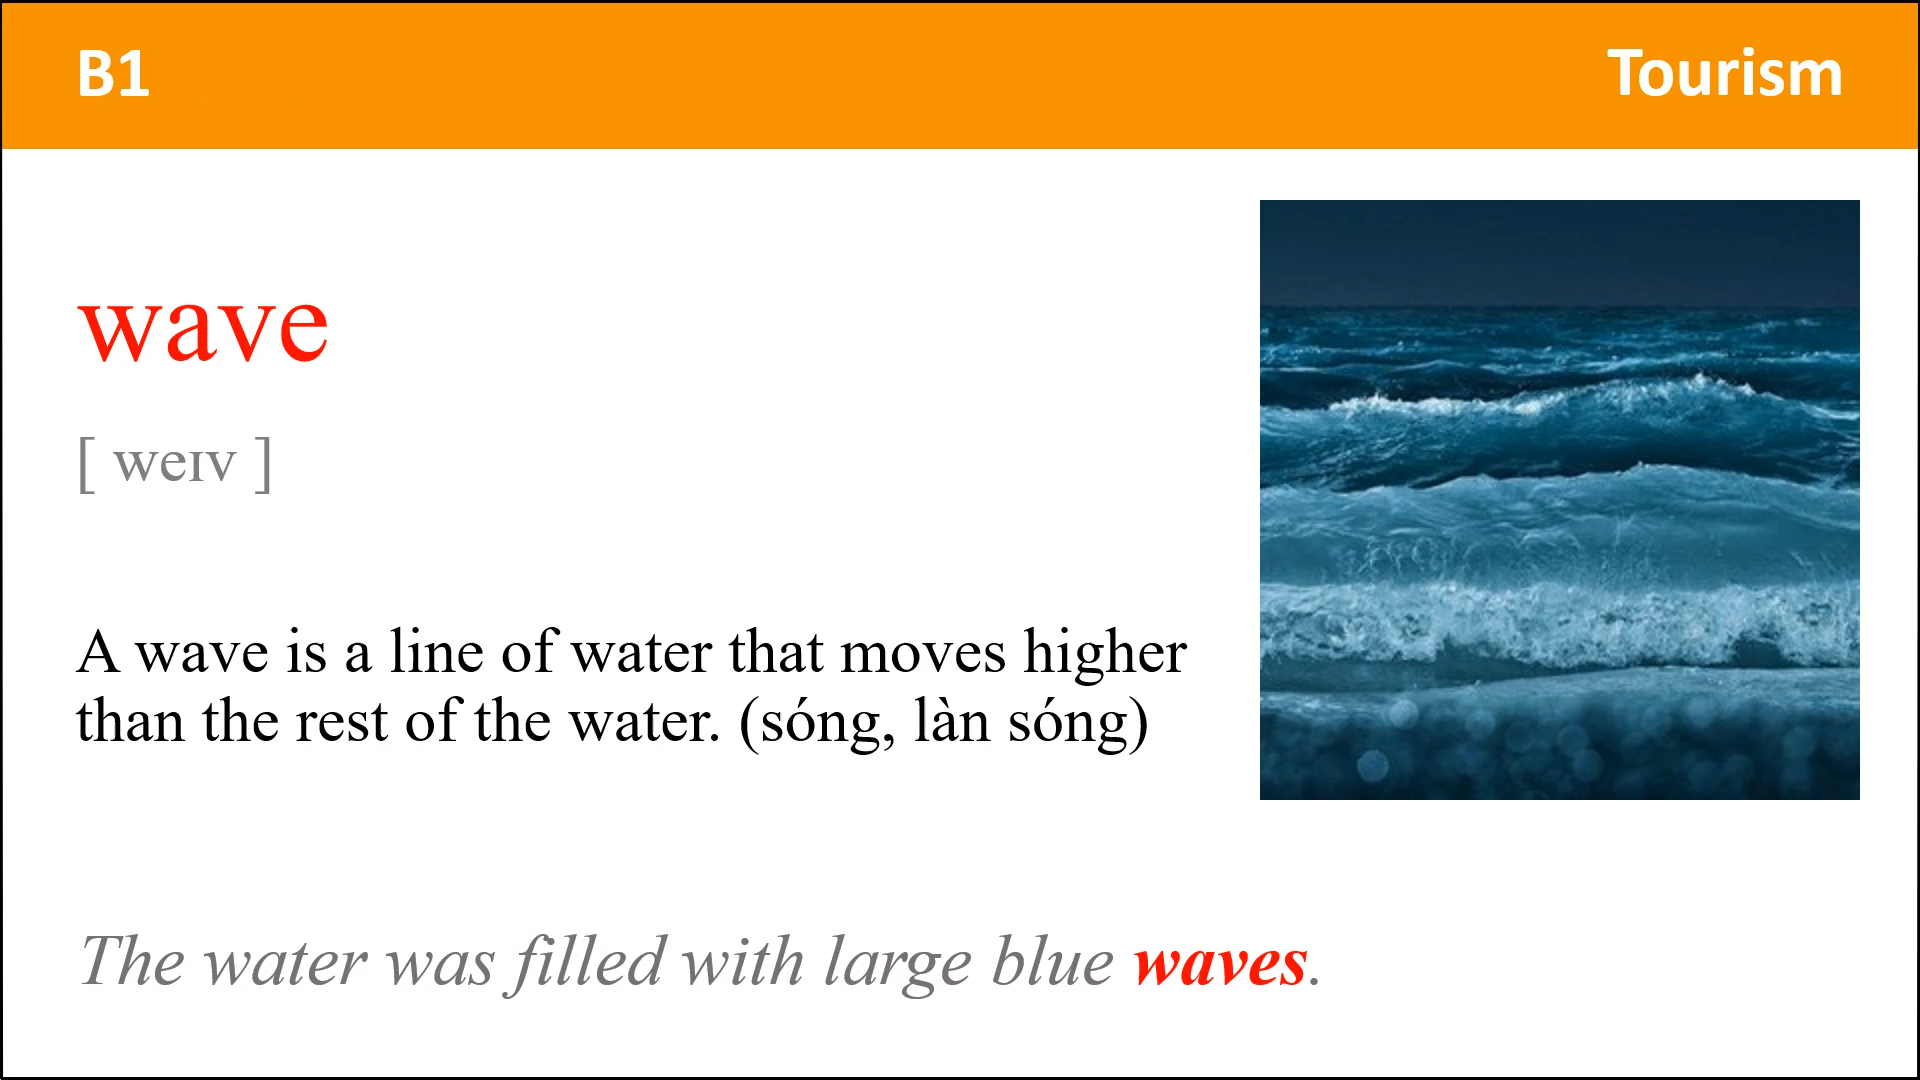 B1
Tourism
wave
[ weɪv ]
A wave is a line of water that moves higher
than the rest of the water. (sóng, làn sóng)
The water was filled with large blue waves.